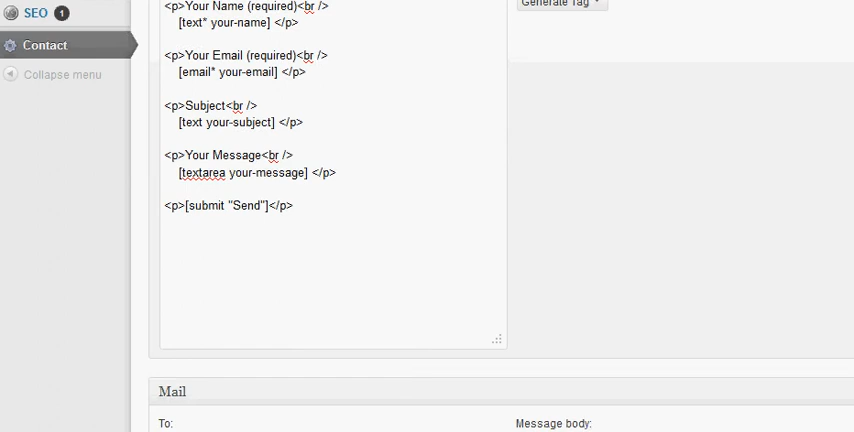 SEO 1
Contact
Collapse menu
<p>Your Name (required)<br />
[text* your-name] </p>
<p>Your Email (required)<br />
[email* your-email] </p>
<p>Subject<br />
[text your-subject] </p>
<p>Your Message<br />
[textarea your-message] </p>
<p>[submit "Send"]</p>
Generate Tag
Mail
To:
Message body: